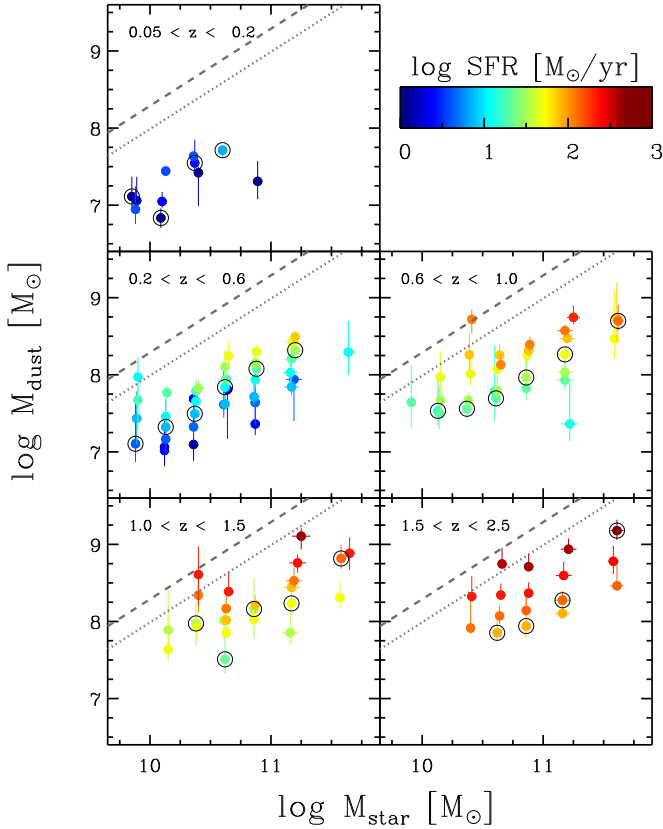 0.05 < z < 0.2
9
8
7
log SFR [M⊙/yr]
0 1 2 3
0.2 < z < 0.6
0.6 < z < 1.0
9
8
7
log Mdust [M⊙]
1.0 < z < 1.5
1.5 < z < 2.5
9
8
7
10 11 10 11
log Mstar [M⊙]